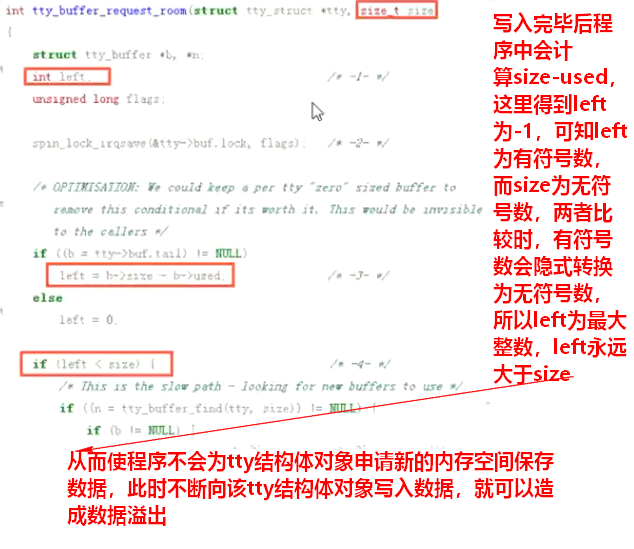 int tty_buffer_request_room(struct tty_struct *tty, size_t size
{
struct tty_buffer *b, *n;
int left; /* -1- */
unsigned long flags;
spin_lock_irqsave(&tty->buf.lock, flags); /* -2- */
/* OPTIMISATION: We could keep a per tty "zero" sized buffer to
remove this conditional if its worth it. This would be invisible
to the callers */
if ((b = tty->buf.tail) != NULL)
left = b->size - b->used; /* -3- */
else
left = 0;
if (left < size) { /* -4- */
/* This is the slow path - looking for new buffers to use */
if ((n = tty_buffer_find(tty, size)) != NULL) {
if (b != NULL) {
写入完毕后程
序中会计
算size-used,
这里得到left
为-1，可知left
为有符号数，
而size为无符
号数，两者比
较时，有符号
数会隐式转换
为无符号数，
所以left为最大
整数，left永远
大于size
从而使程序不会为tty结构体对象申请新的内存空间保存
数据，此时不断向该tty结构体对象写入数据，就可以造
成数据溢出